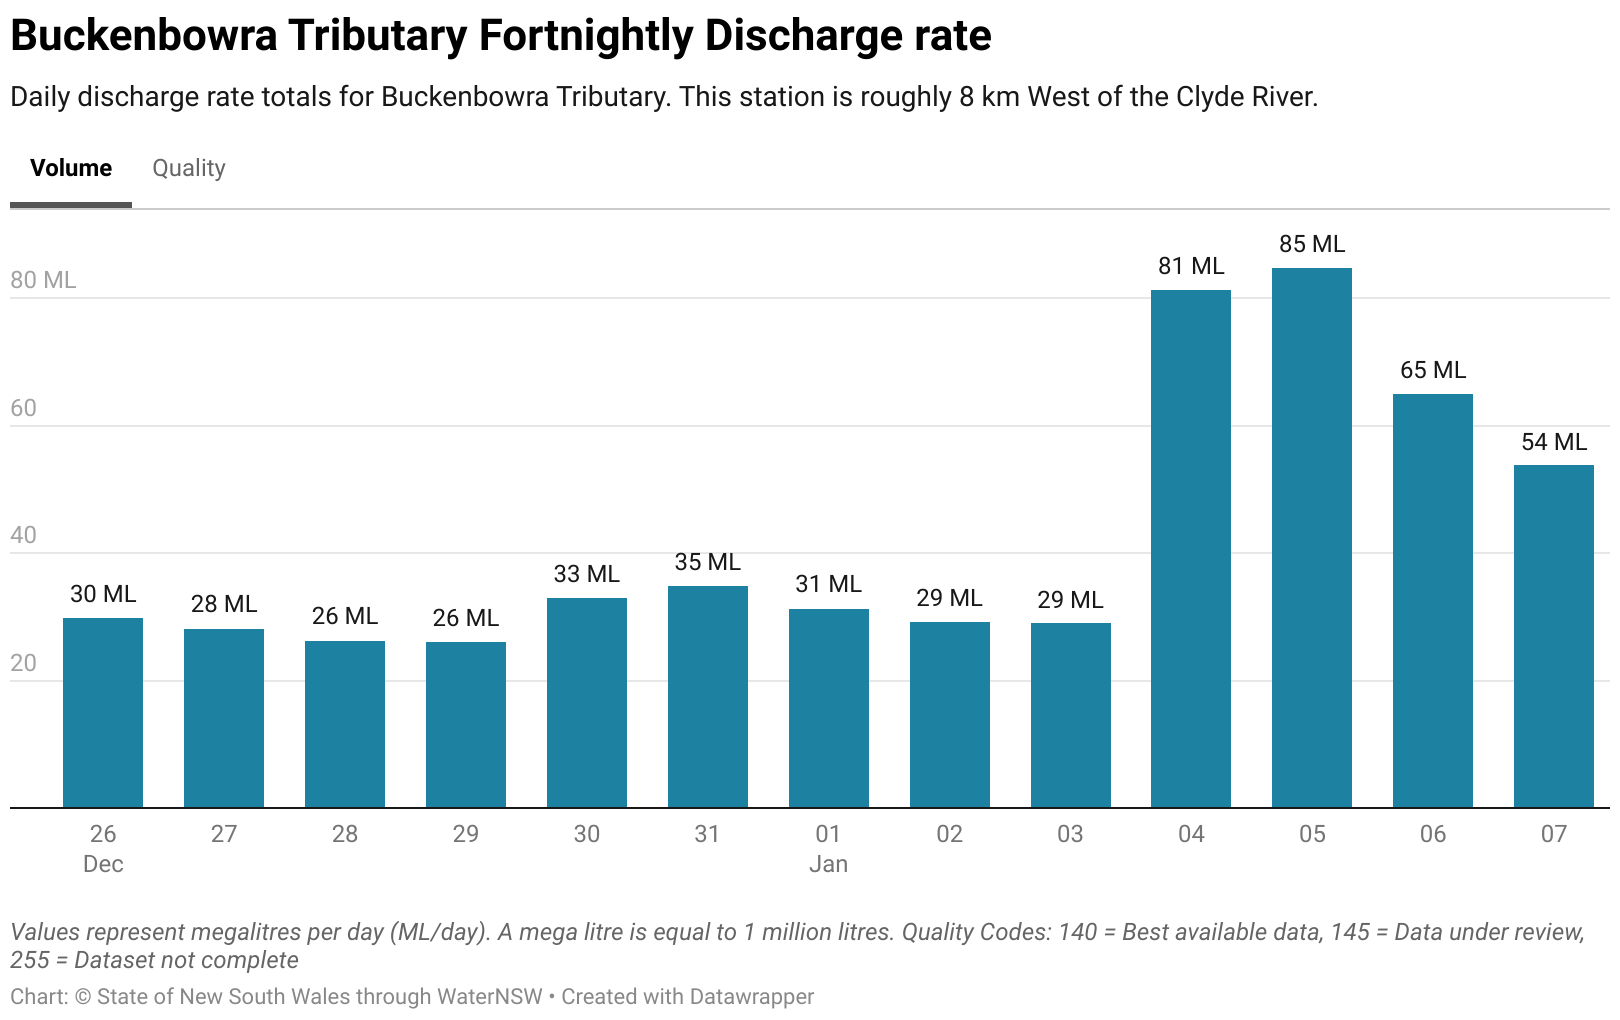 Buckenbowra Tributary Fortnightly Discharge rate
Daily discharge rate totals for Buckenbowra Tributary. This station is roughly 8 km West of the Clyde River.
Volume Quality
80 ML
60
40
20
30 ML
28 ML
26 ML
26 ML
33 ML
35 ML
31 ML
29 ML
29 ML
81 ML
85 ML
65 ML
54 ML
26 27 28 29 30 31 01 02 03 04 05 06 07
Dec Jan
Values represent megalitres per day (ML/day). A mega litre is equal to 1 million litres. Quality Codes: 140 = Best available data, 145 = Data under review,
255 = Dataset not complete
Chart: © State of New South Wales through WaterNSW • Created with Datawrapper